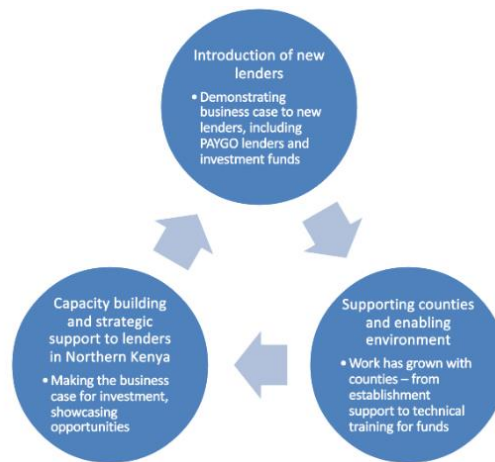 Introduction of new
lenders
• Demonstrating
business case to new
lenders, including
PAYGO lenders and
investment funds
Supporting counties
and enabling
environment
• Work has grown with
counties – from
establishment
support to technical
training for funds
Capacity building
and strategic
support to lenders
in Northern Kenya
• Making the business
case for investment,
showcasing
opportunities